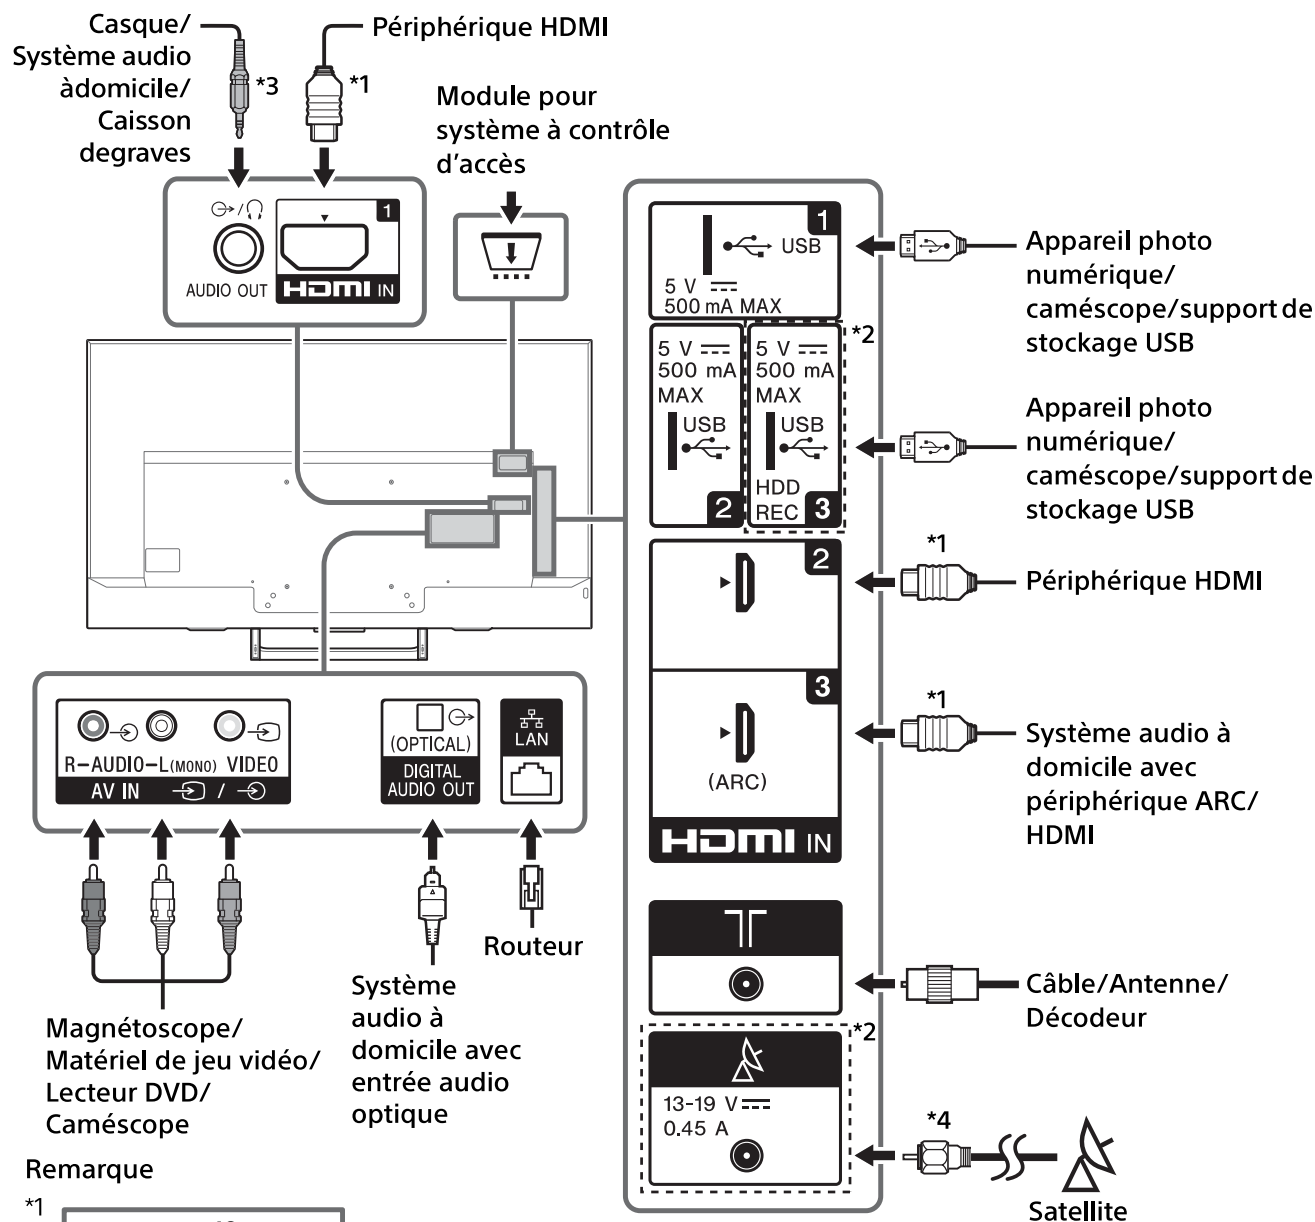 Casque/
Système audio
àdomicile/
Caisson
degraves
*3
Périphérique HDMI
*1
Module pour
système à contrôle
d'accès
AUDIO OUT
1
HDMI IN
1
USB
5 V
500 mA MAX
Appareil photo
numérique/
caméscope/support de
stockage USB
*2
5 V
500 mA
MAX
USB
2
5 V
500 mA
MAX
USB
HDD
REC 3
Appareil photo
numérique/
caméscope/support de
stockage USB
2
*1
Périphérique HDMI
3
(ARC)
HDMI IN
*1
Système audio à
domicile avec
périphérique ARC/
HDMI
R-AUDIO-L(MONO) VIDEO
AV IN /
(OPTICAL)
DIGITAL
AUDIO OUT
LAN
Magnétoscope/
Matériel de jeu vidéo/
Lecteur DVD/
Caméscope
Système
audio à
domicile avec
entrée audio
optique
Routeur
Câble/Antenne/
Décodeur
*2
13-19 V
0.45 A
*4
Satellite
Remarque
*1